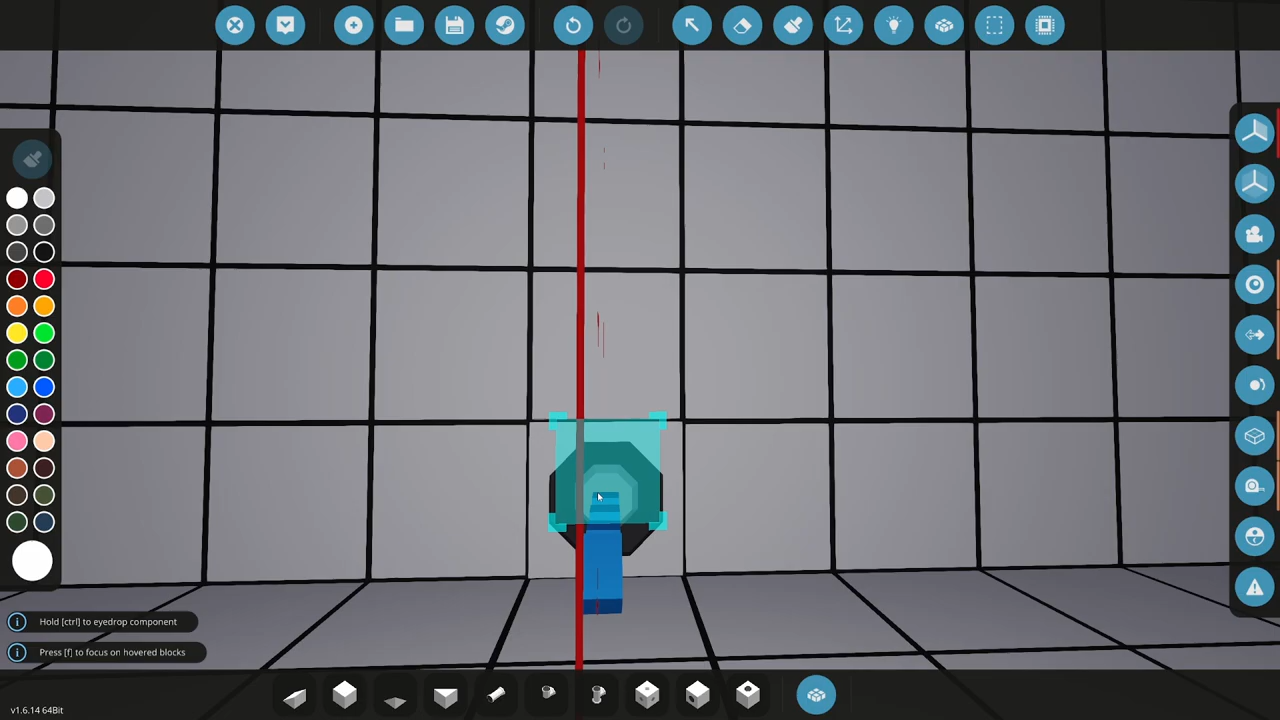 Hold [ctrl] to eyedrop component
Press [f] to focus on hovered blocks
v1.6.14 64Bit